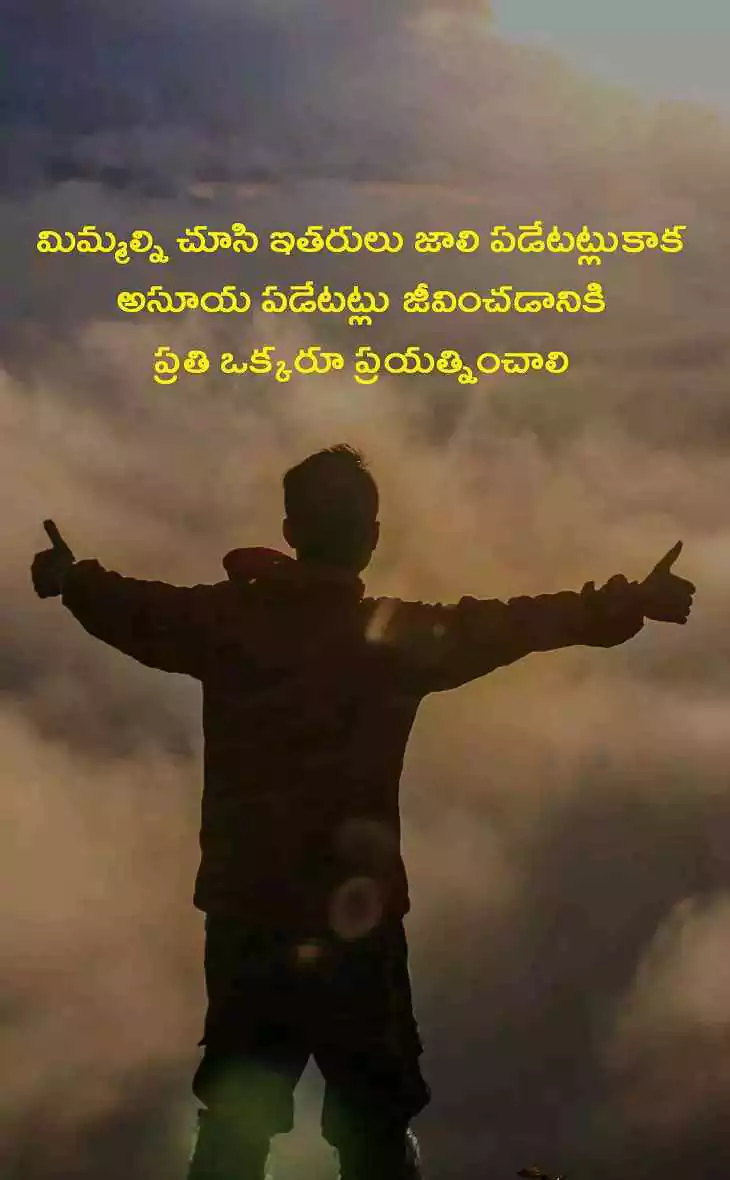 మిమ్మల్ని చూసి ఇతరులు జాలి పడేటట్లుకాక
అసూయ పడేటట్లు జీవించడానికి
ప్రతి ఒక్కరూ ప్రయత్నించాలి